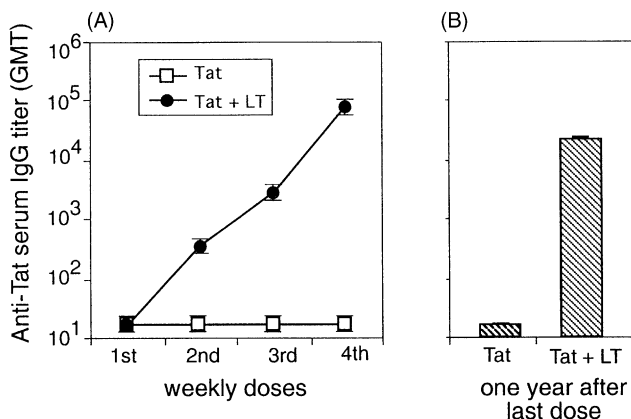 (A)
(B)
Anti-Tat serum IgG titer (GMT)
10^6
10^5
10^4
10^3
10^2
10^1
Tat
Tat + LT
1st 2nd 3rd 4th
weekly doses
Tat Tat + LT
one year after
last dose